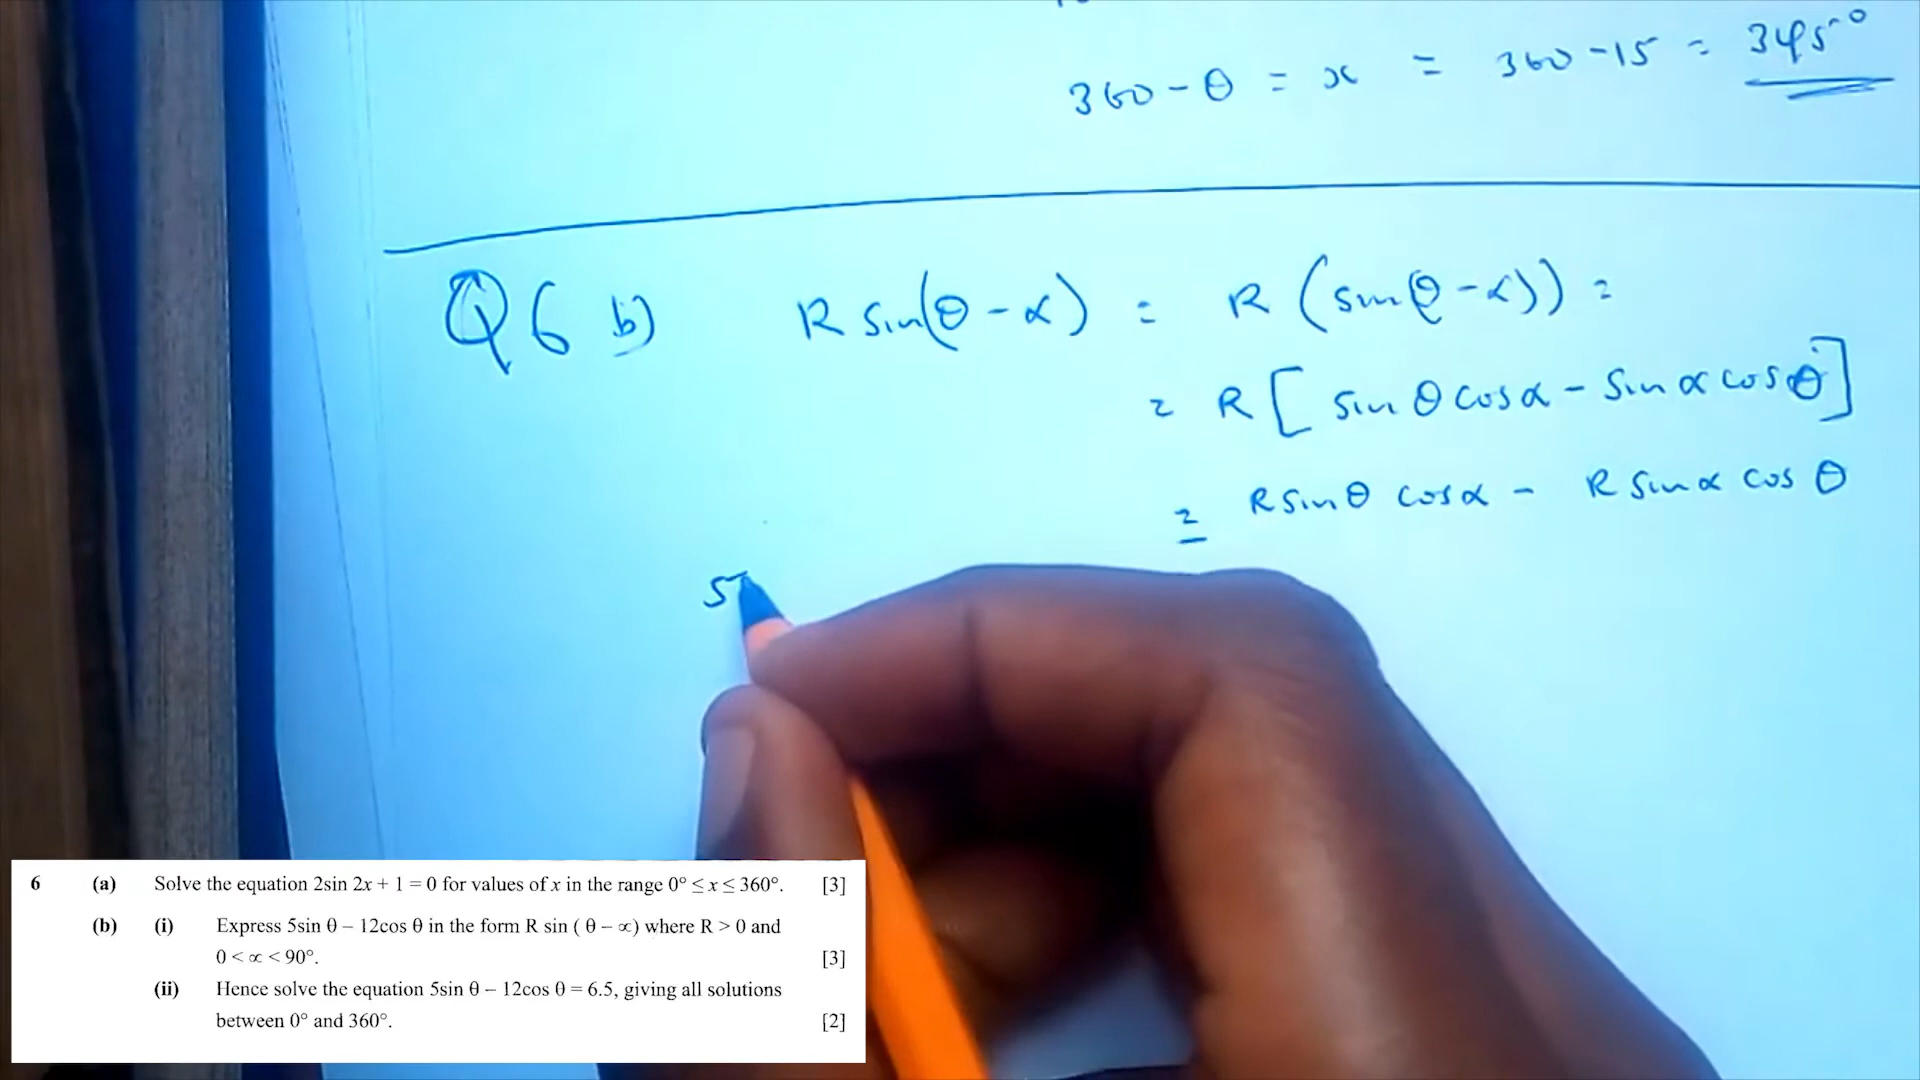 360 - θ = x = 360 - 15 = 345°
Q6 b) R sin(θ - α) = R (sin(θ - α)) =
= R [ sin θ cos α - sin α cos θ ]
= R sin θ cos α - R sin α cos θ
5
6 (a) Solve the equation 2sin 2x + 1 = 0 for values of x in the range 0° ≤ x ≤ 360°. [3]
(b) (i) Express 5sin θ – 12cos θ in the form R sin ( θ – ∝) where R > 0 and
0 < ∝ < 90°. [3]
(ii) Hence solve the equation 5sin θ – 12cos θ = 6.5, giving all solutions
between 0° and 360°. [2]